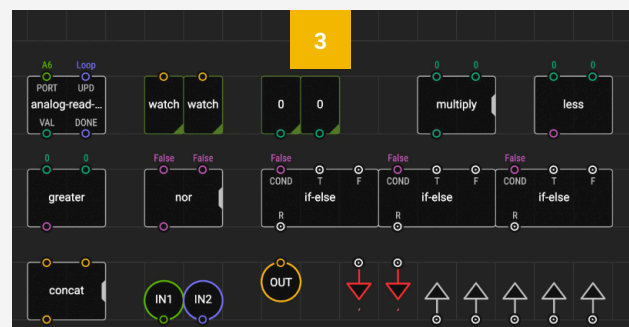 3
A6 Loop
PORT UPD
analog-read-...
VAL DONE
watch watch
0 0
0 0
multiply
0 0
less
0 0
greater
False False
nor
False
COND T F
if-else
R
False
COND T F
if-else
R
False
COND T F
if-else
R
concat
IN1 IN2
OUT